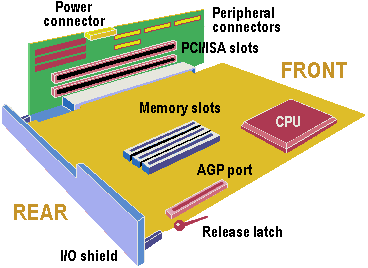 Power
connector
Peripheral
connectors
PCI/ISA slots
FRONT
Memory slots
CPU
AGP port
REAR
Release latch
I/O shield